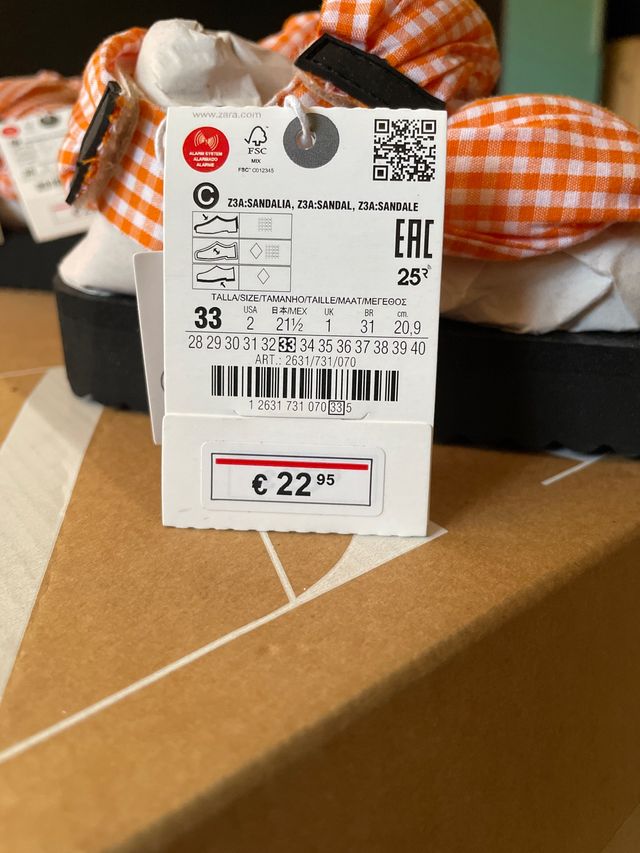 www.zara.com
ALARM SYSTEM
ALARMADO
ALARME
FSC
MIX
FSC® C012345
C
Z3A:SANDALIA, Z3A:SANDAL, Z3A:SANDALE
EAC
25R
TALLA/SIZE/TAMANHO/TAILLE/MAAT/ΜΕΓΕΘΟΣ
33 USA 2 日本/MEX 21½ UK 1 BR 31 cm. 20,9
28 29 30 31 32 33 34 35 36 37 38 39 40
ART.: 2631/731/070
1 2631 731 070 33 5
€ 22 95